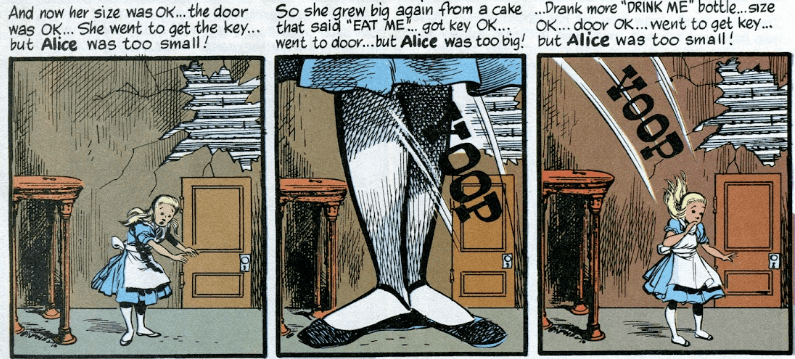 And now her size was OK...the door
was OK... She went to get the key...
but Alice was too small!
So she grew big again from a cake
that said "EAT ME"... got key OK...
went to door...but Alice was too big!
...Drank more "DRINK ME" bottle...size
OK...door OK...went to get key...
but Alice was too small!
YOOP
VOOP